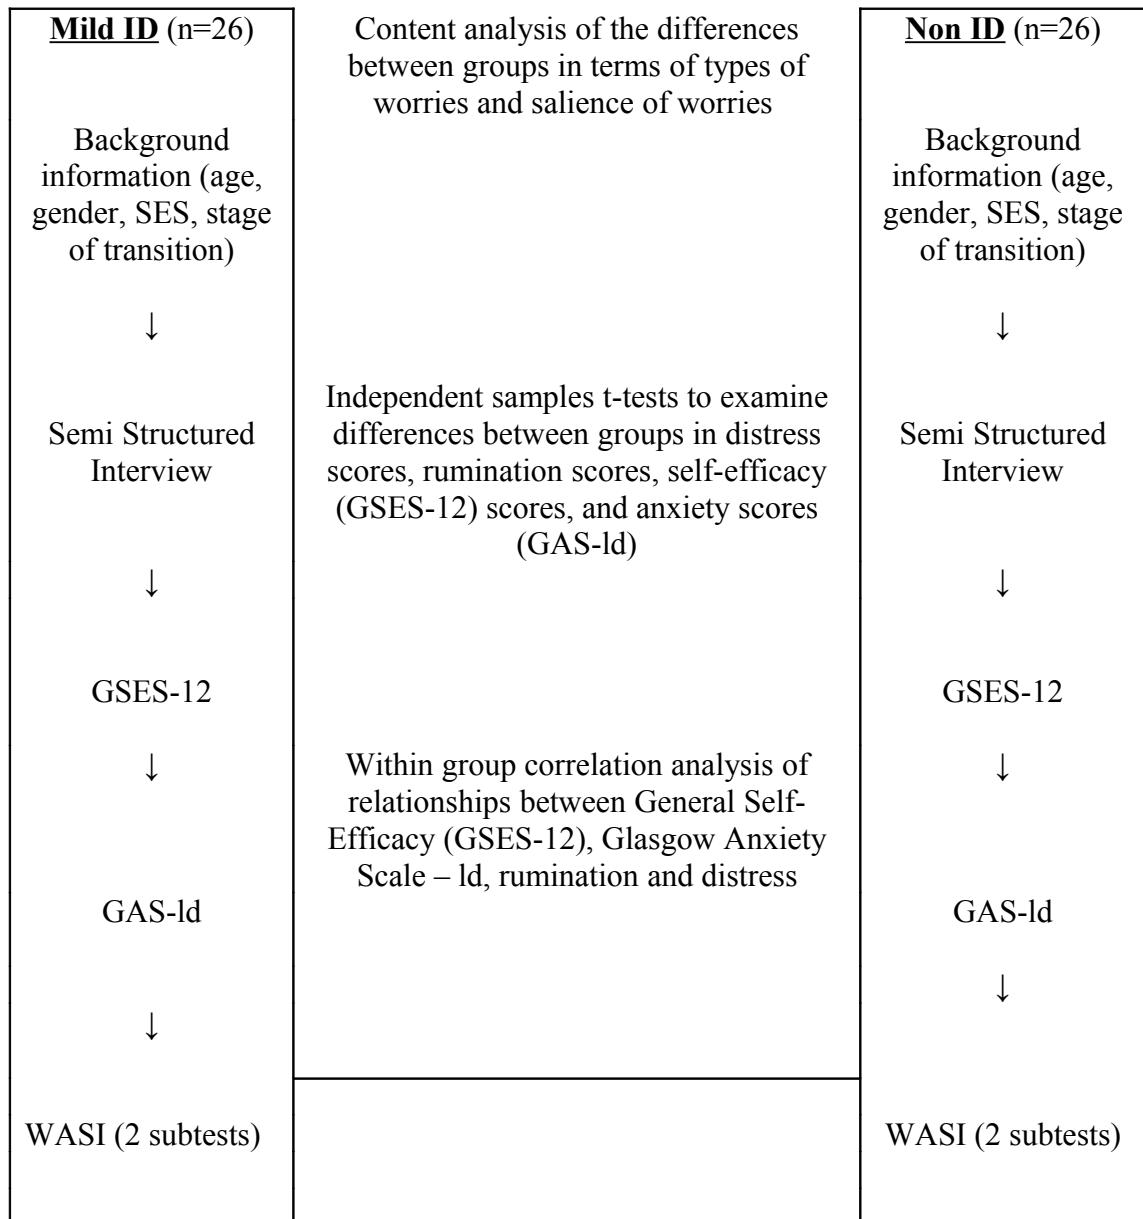 Mild ID (n=26)
Background
information (age,
gender, SES, stage
of transition)
↓
Semi Structured
Interview
↓
GSES-12
↓
GAS-ld
↓
WASI (2 subtests)
Content analysis of the differences
between groups in terms of types of
worries and salience of worries
Independent samples t-tests to examine
differences between groups in distress
scores, rumination scores, self-efficacy
(GSES-12) scores, and anxiety scores
(GAS-ld)
Within group correlation analysis of
relationships between General Self-
Efficacy (GSES-12), Glasgow Anxiety
Scale – ld, rumination and distress
Non ID (n=26)
Background
information (age,
gender, SES, stage
of transition)
↓
Semi Structured
Interview
↓
GSES-12
↓
GAS-ld
↓
WASI (2 subtests)